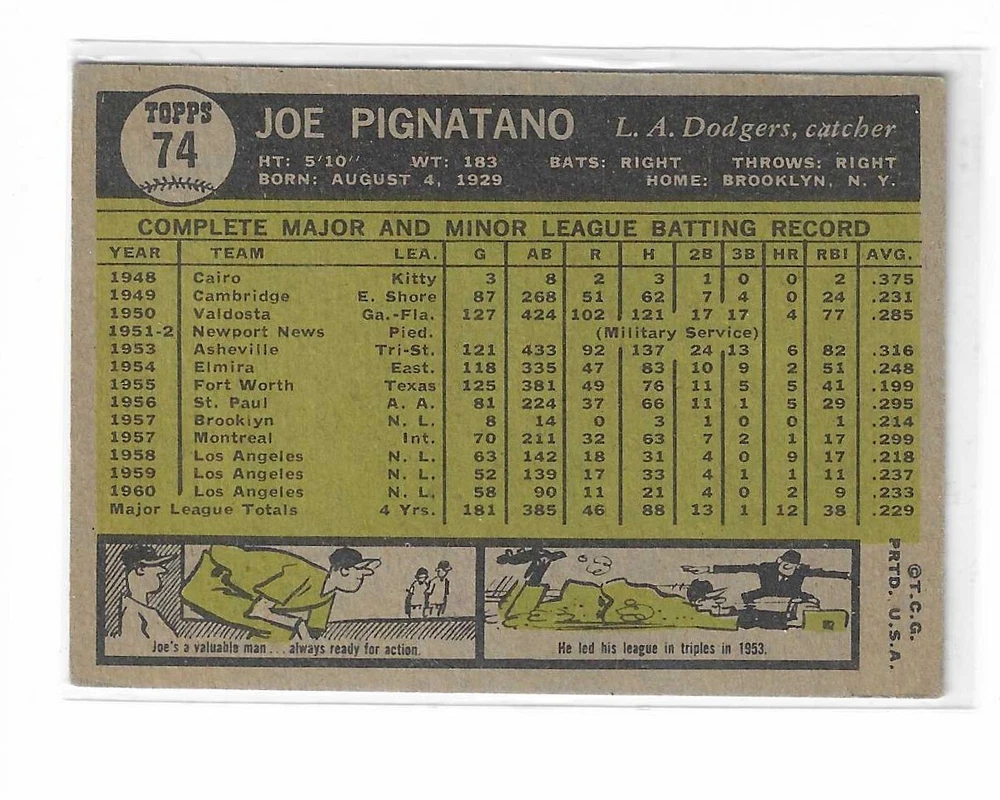 TOPPS
74
JOE PIGNATANO L. A. Dodgers, catcher
HT: 5'10" WT: 183 BATS: RIGHT THROWS: RIGHT
BORN: AUGUST 4, 1929 HOME: BROOKLYN, N. Y.
COMPLETE MAJOR AND MINOR LEAGUE BATTING RECORD
YEAR TEAM LEA. G AB R H 2B 3B HR RBI AVG.
1948 Cairo Kitty 3 8 2 3 1 0 0 2 .375
1949 Cambridge E. Shore 87 268 51 62 7 4 0 24 .231
1950 Valdosta Ga.-Fla. 127 424 102 121 17 17 4 77 .285
1951-2 Newport News Pied. (Military Service)
1953 Asheville Tri-St. 121 433 92 137 24 13 6 82 .316
1954 Elmira East. 118 335 47 83 10 9 2 51 .248
1955 Fort Worth Texas 125 381 49 76 11 5 5 41 .199
1956 St. Paul A. A. 81 224 37 66 11 1 5 29 .295
1957 Brooklyn N. L. 8 14 0 3 1 0 0 1 .214
1957 Montreal Int. 70 211 32 63 7 2 1 17 .299
1958 Los Angeles N. L. 63 142 18 31 4 0 9 17 .218
1959 Los Angeles N. L. 52 139 17 33 4 1 1 11 .237
1960 Los Angeles N. L. 58 90 11 21 4 0 2 9 .233
Major League Totals 4 Yrs. 181 385 46 88 13 1 12 38 .229
Joe's a valuable man . . . always ready for action.
He led his league in triples in 1953.
©T.C.G.
PRTD. U.S.A.